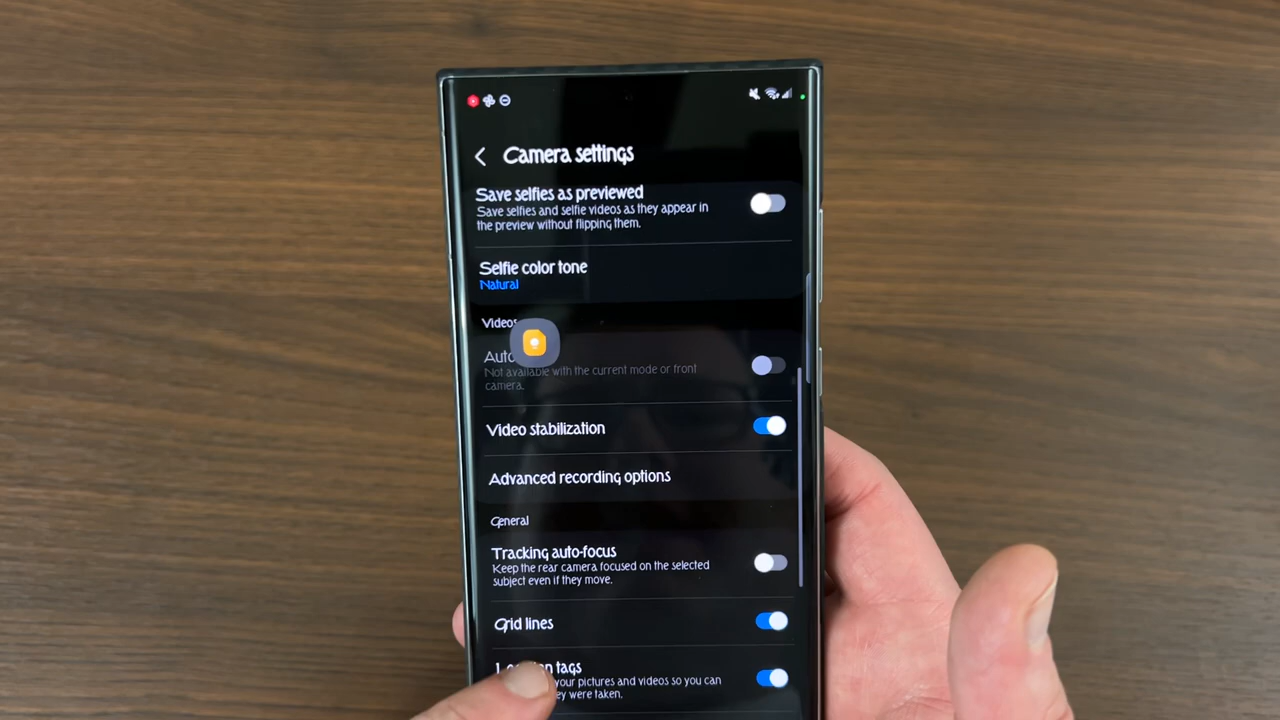 Camera settings
Save selfies as previewed
Save selfies and selfie videos as they appear in
the preview without flipping them.
Selfie color tone
Natural
Videos
Auto
Not available with the current mode or front
camera.
Video stabilization
Advanced recording options
General
Tracking auto-focus
Keep the rear camera focused on the selected
subject even if they move.
Grid lines
tags
your pictures and videos so you can
were taken.